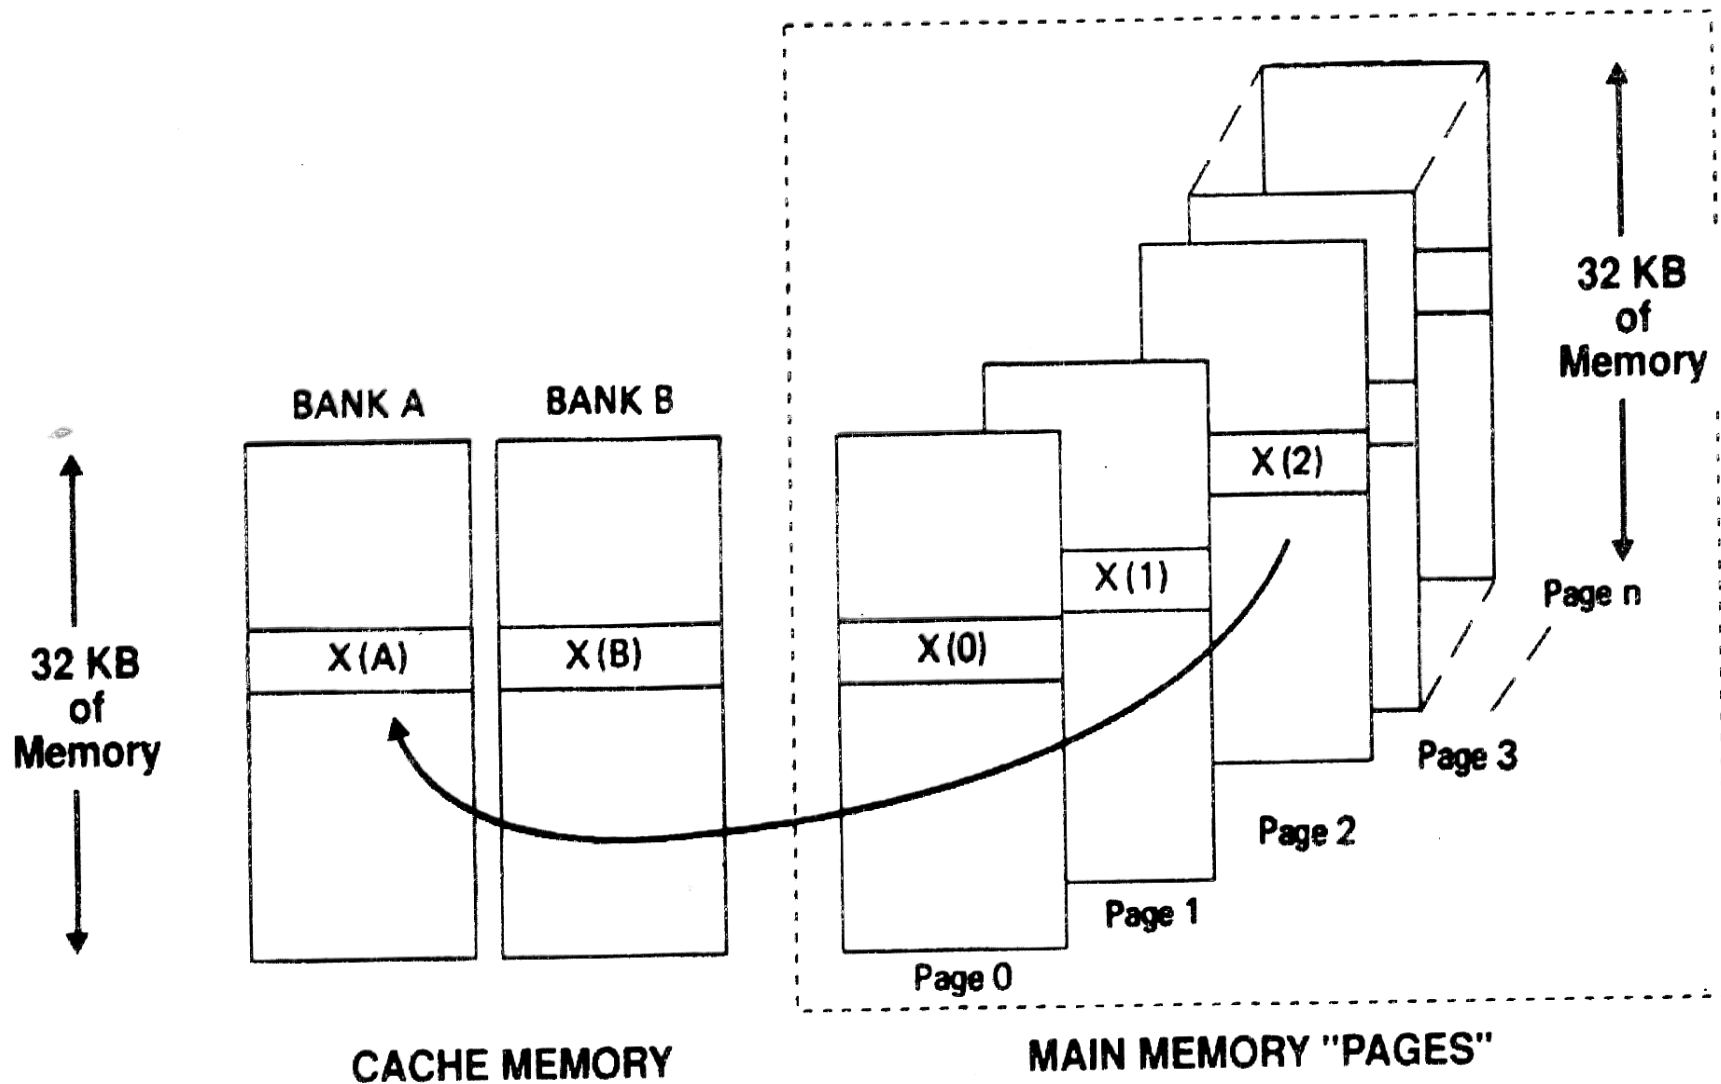 BANK A
BANK B
32 KB
of
Memory
X(A)
X(B)
X(0)
X(1)
X(2)
32 KB
of
Memory
Page 0
Page 1
Page 2
Page 3
Page n
CACHE MEMORY
MAIN MEMORY "PAGES"